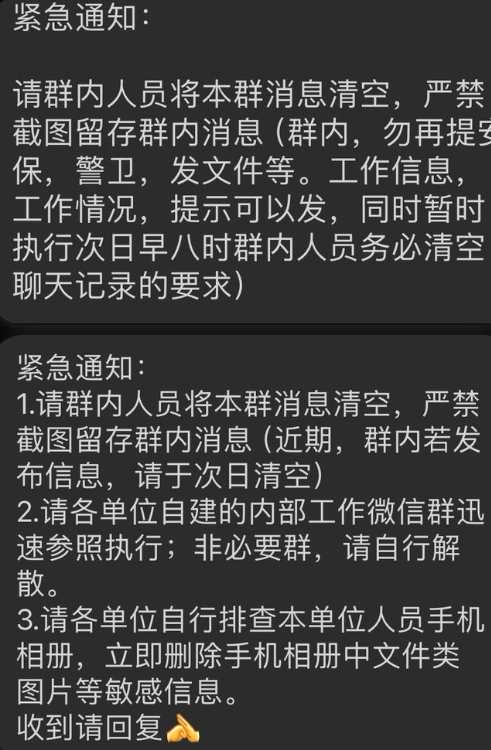 紧急通知：
请群内人员将本群消息清空，严禁
截图留存群内消息（群内，勿再提安
保，警卫，发文件等。工作信息，
工作情况，提示可以发，同时暂时
执行次日早八时群内人员务必清空
聊天记录的要求）
紧急通知：
1.请群内人员将本群消息清空，严禁
截图留存群内消息（近期，群内若发
布信息，请于次日清空）
2.请各单位自建的内部工作微信群迅
速参照执行；非必要群，请自行解
散。
3.请各单位自行排查本单位人员手机
相册，立即删除手机相册中文件类
图片等敏感信息。
收到请回复